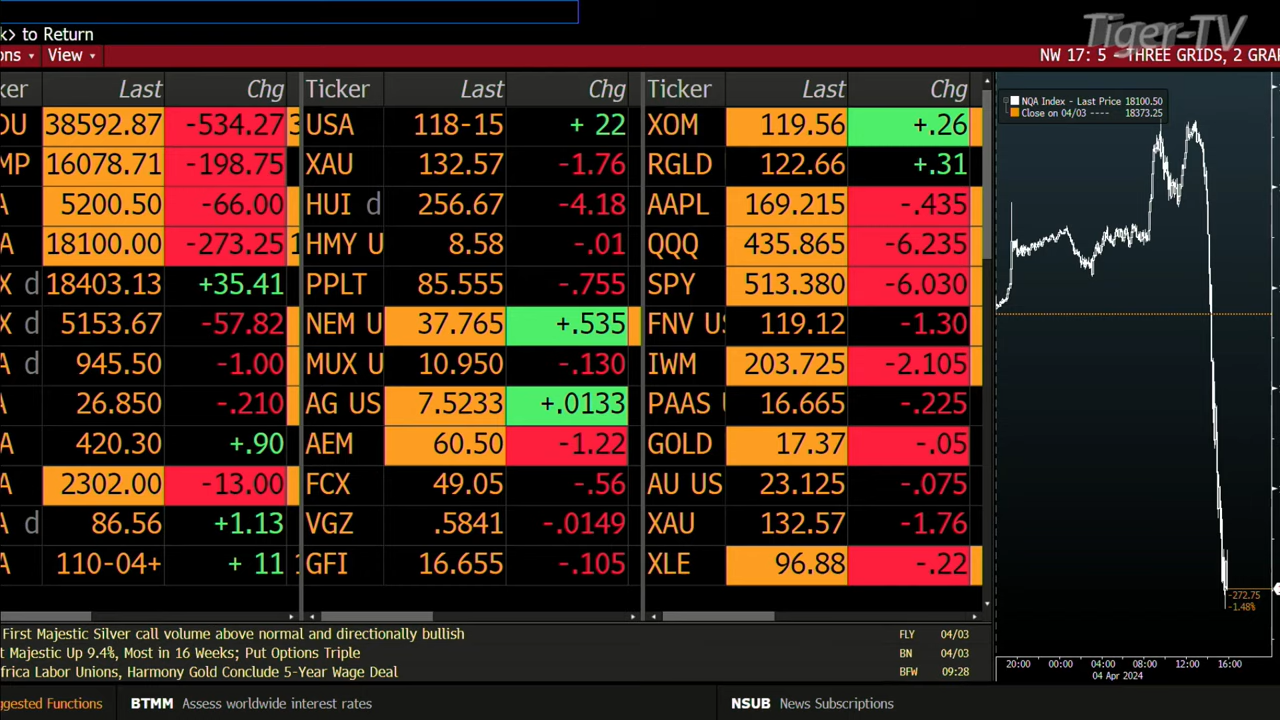 Tiger-TV
k> to Return
ons View NW 17: 5 - THREE GRIDS, 2 GRAP
ker Last Chg Ticker Last Chg Ticker Last Chg
DU 38592.87 -534.27 USA 118-15 + 22 XOM 119.56 +.26
MP 16078.71 -198.75 XAU 132.57 -1.76 RGLD 122.66 +.31
A 5200.50 -66.00 HUI d 256.67 -4.18 AAPL 169.215 -.435
A 18100.00 -273.25 HMY U 8.58 -.01 QQQ 435.865 -6.235
X d 18403.13 +35.41 PPLT 85.555 -.755 SPY 513.380 -6.030
X d 5153.67 -57.82 NEM U 37.765 +.535 FNV US 119.12 -1.30
A d 945.50 -1.00 MUX U 10.950 -.130 IWM 203.725 -2.105
A 26.850 -.210 AG US 7.5233 +.0133 PAAS U 16.665 -.225
A 420.30 +.90 AEM 60.50 -1.22 GOLD 17.37 -.05
A 2302.00 -13.00 FCX 49.05 -.56 AU US 23.125 -.075
A d 86.56 +1.13 VGZ .5841 -.0149 XAU 132.57 -1.76
A 110-04+ + 11 GFI 16.655 -.105 XLE 96.88 -.22
NQA Index - Last Price 18100.50
Close on 04/03 ---- 18373.25
-272.75
-1.48%
20:00 00:00 04:00 08:00 12:00 16:00
04 Apr 2024
First Majestic Silver call volume above normal and directionally bullish FLY 04/03
t Majestic Up 9.4%, Most in 16 Weeks; Put Options Triple BN 04/03
frica Labor Unions, Harmony Gold Conclude 5-Year Wage Deal BFW 09:28
ggested Functions BTMM Assess worldwide interest rates NSUB News Subscriptions